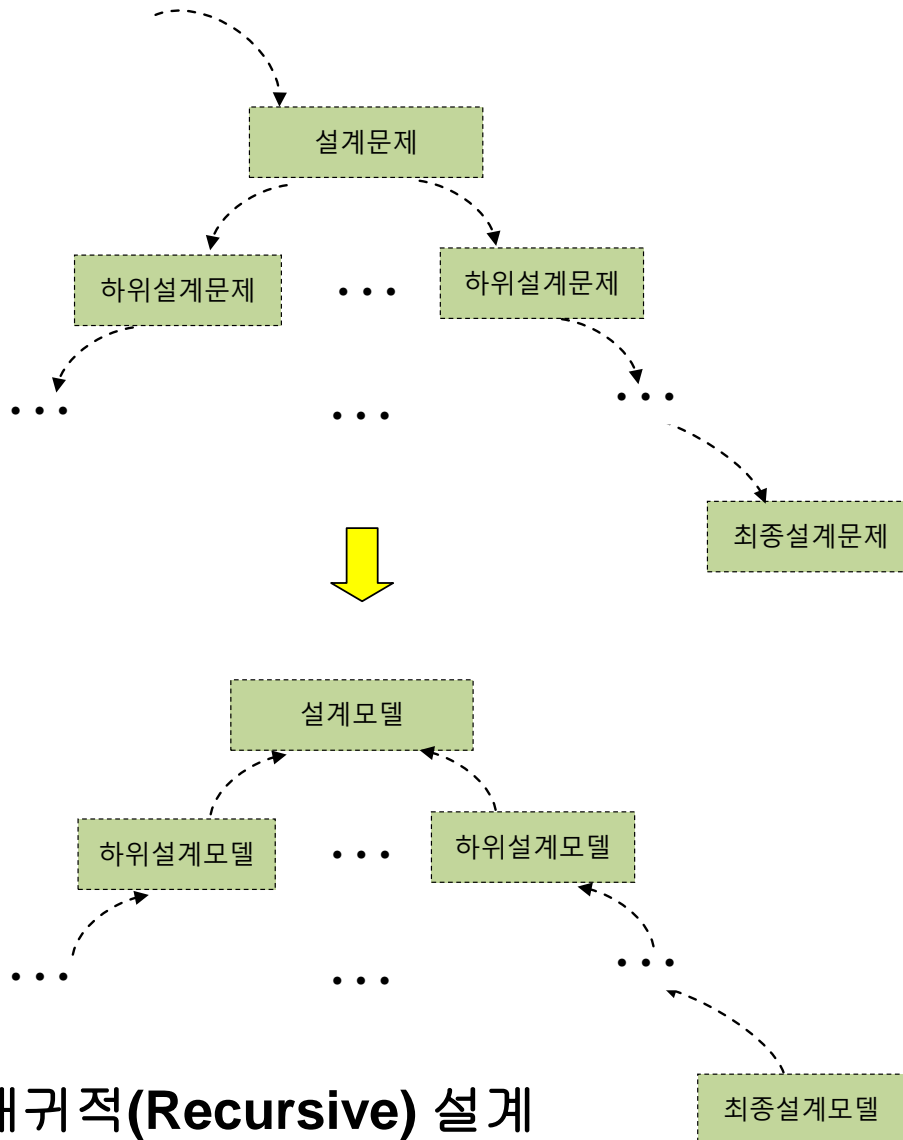 설계문제
하위설계문제 • • • 하위설계문제
• • • • • • • • •
최종설계문제
설계모델
하위설계모델 • • • 하위설계모델
• • • • • • • • •
(Recursive) 설계
최종설계모델